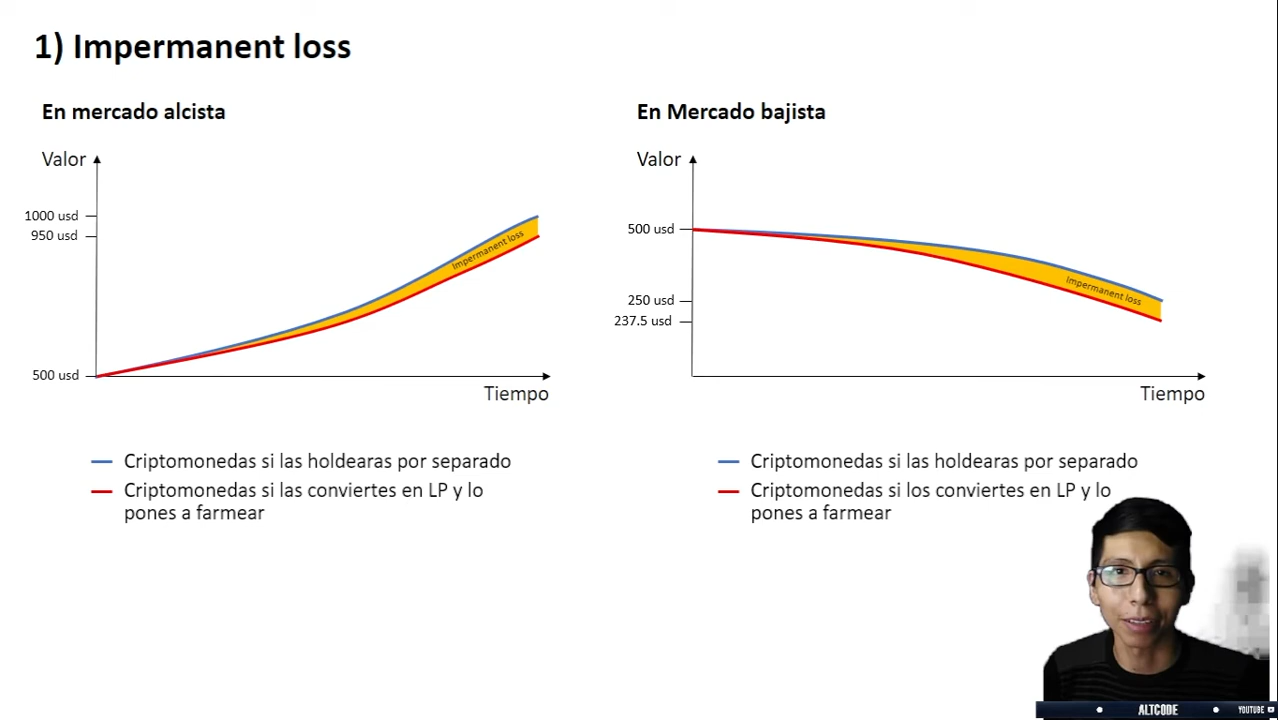 1) Impermanent loss
En mercado alcista
Valor
1000 usd
950 usd
Impermanent loss
500 usd
Tiempo
Criptomonedas si las holdearas por separado
Criptomonedas si las conviertes en LP y lo
pones a farmear
En Mercado bajista
Valor
500 usd
250 usd
237.5 usd
Impermanent loss
Tiempo
Criptomonedas si las holdearas por separado
Criptomonedas si los conviertes en LP y lo
pones a farmear
ALTCODE
YOUTUBE